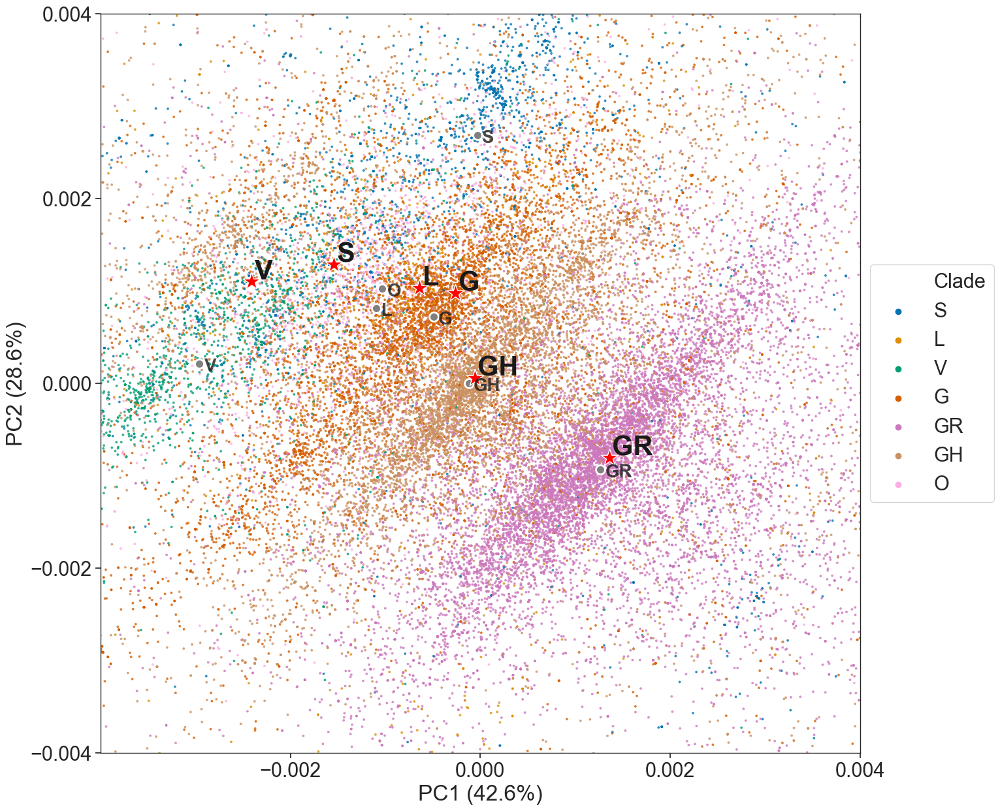 0.004
0.002
0.000
−0.002
−0.004
PC2 (28.6%)
S
V
S
L
G
O
L
G
V
GH
GH
GR
GR
−0.002
0.000
0.002
0.004
PC1 (42.6%)
Clade
S
L
V
G
GR
GH
O